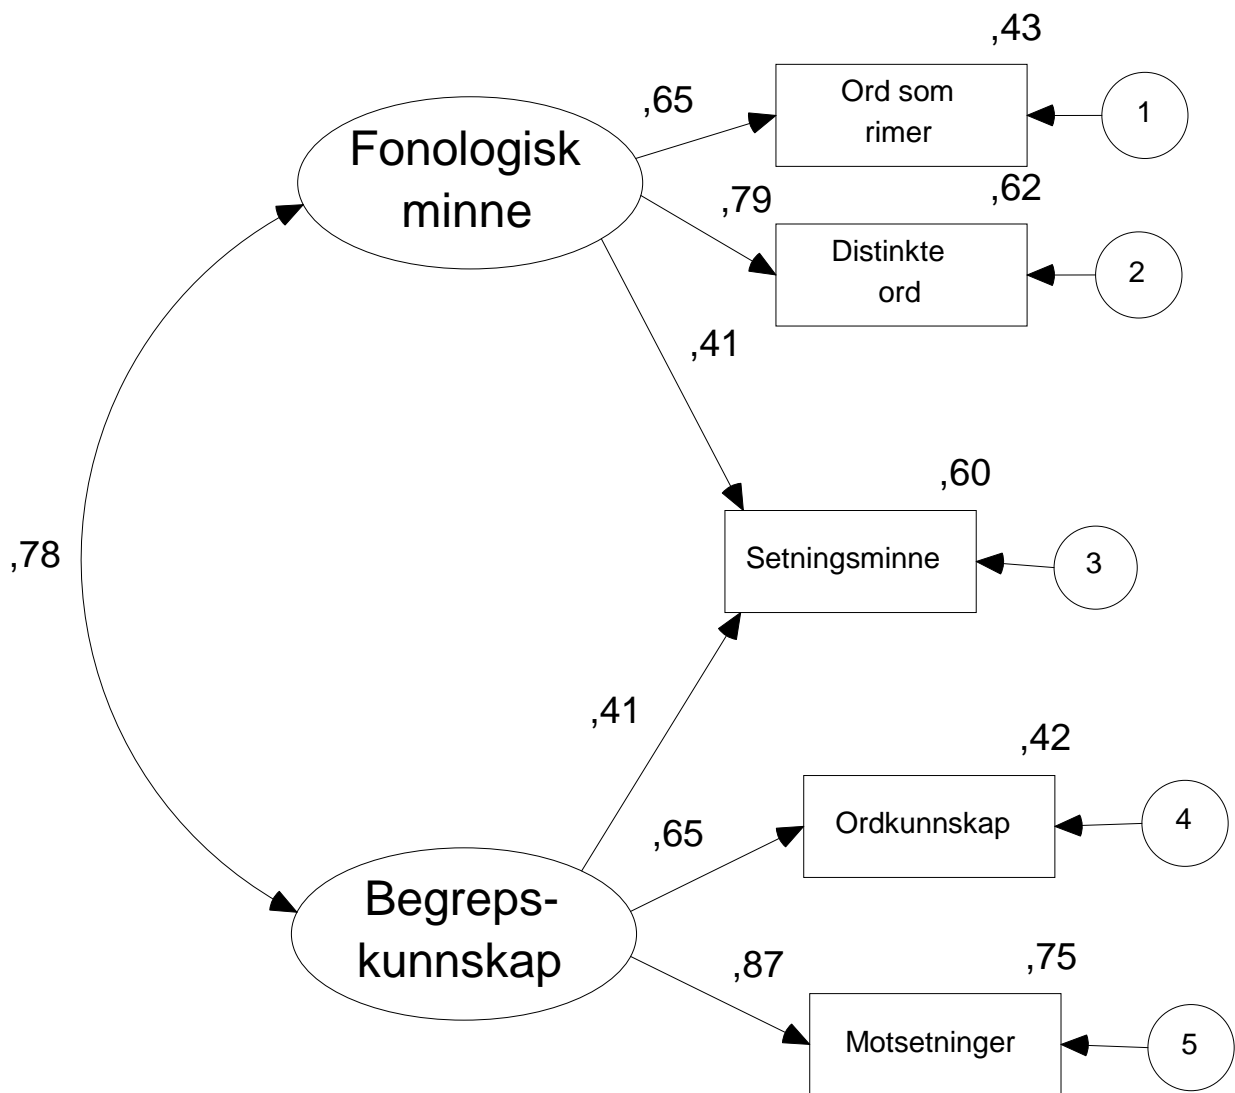 ,43
,65
Ord som
rimer
1
Fonologisk
minne
,79
,62
Distinkte
ord
2
,41
,60
Setningsminne
3
,78
,41
,42
,65
Ordkunnskap
4
Begreps-
kunnskap
,87
,75
Motsetninger
5